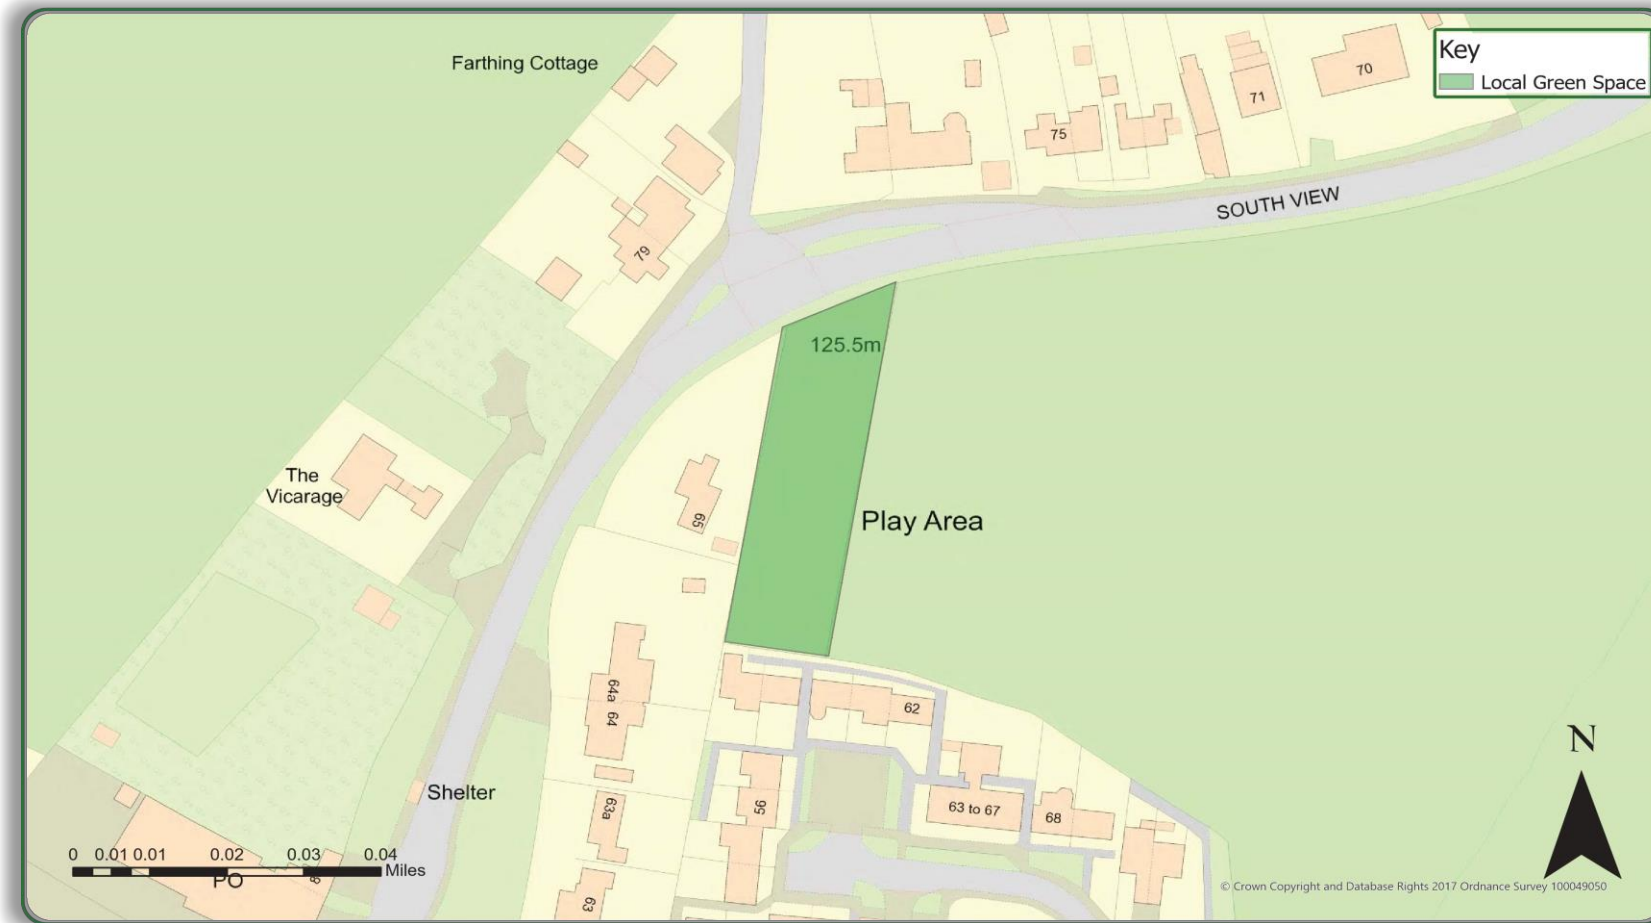 Farthing Cottage
Key
Local Green Space
70
71
75
SOUTH VIEW
79
125.5m
The
Vicarage
65
Play Area
64a 64
62
Shelter
63a
56
63 to 67
68
N
0 0.01 0.01 0.02 0.03 0.04
Miles
PO
63
© Crown Copyright and Database Rights 2017 Ordnance Survey 100049050